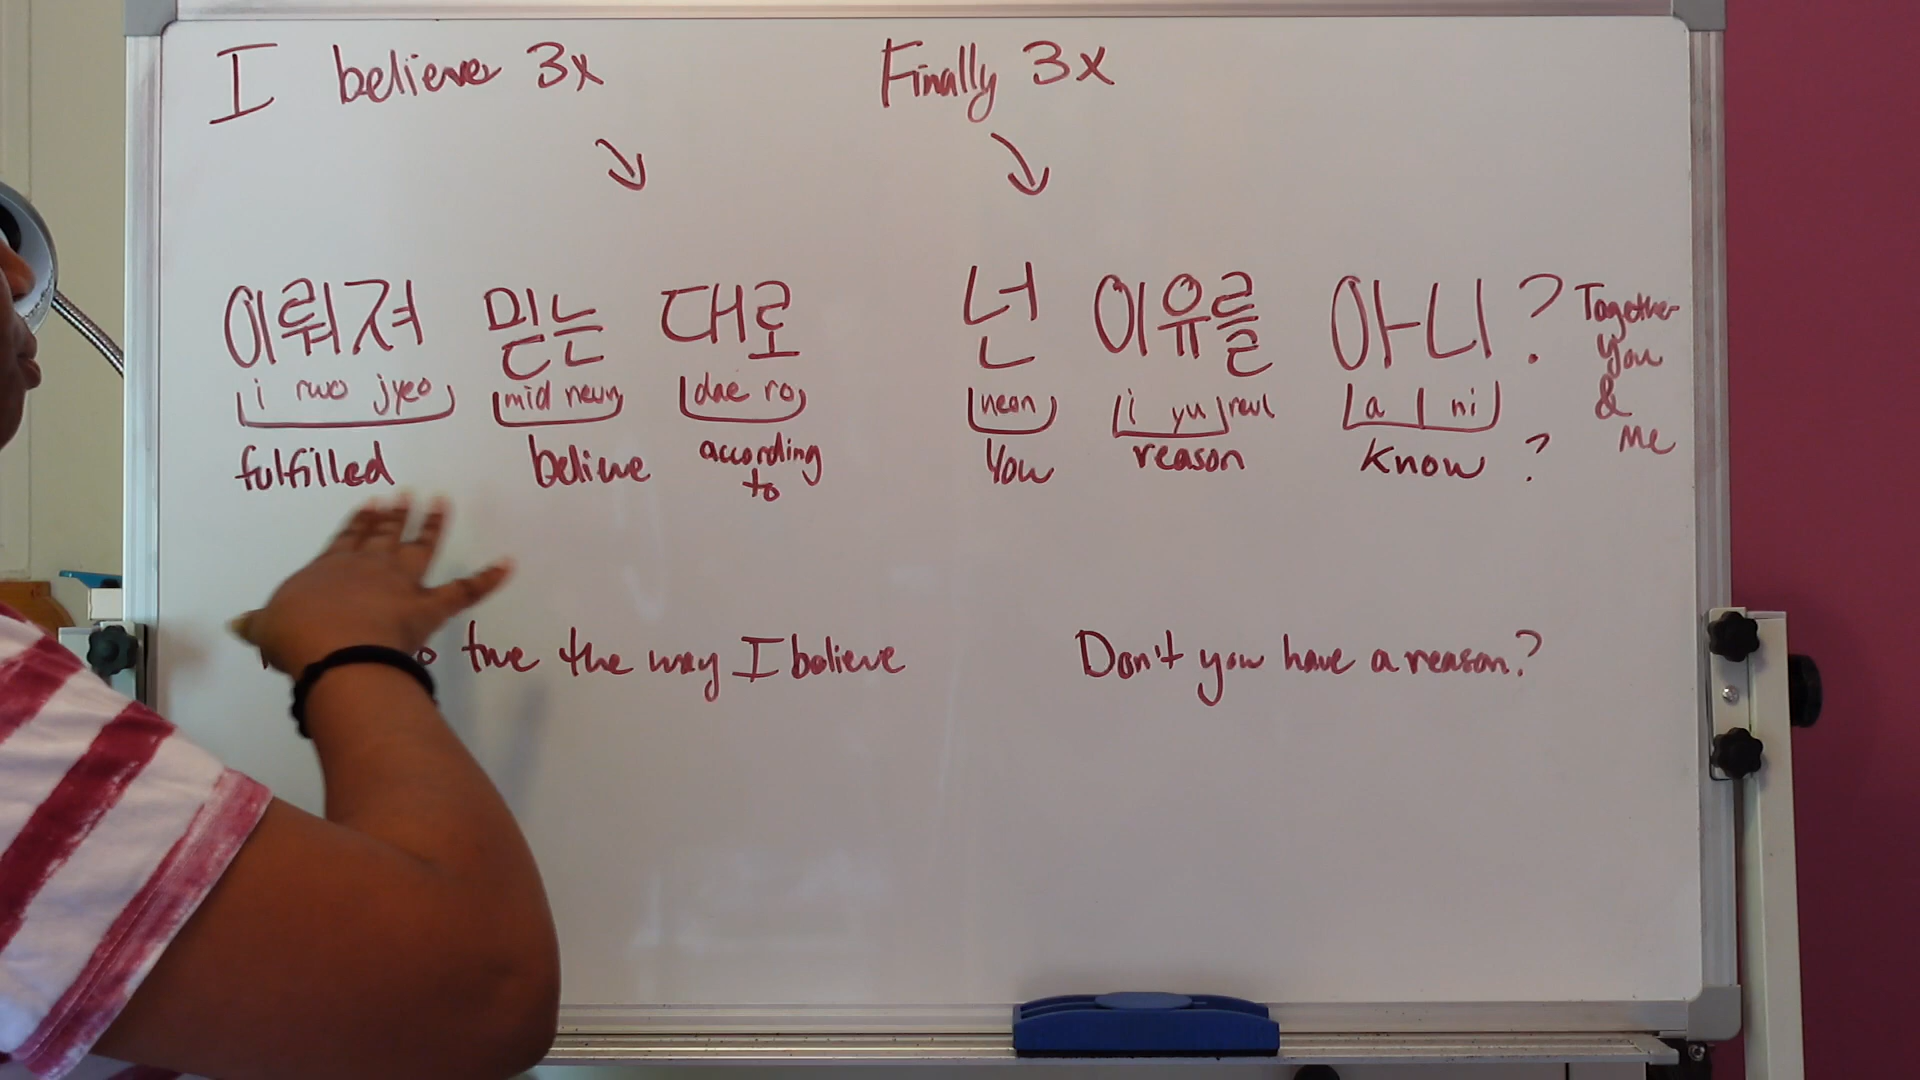 I believe 3x
이뤄져 믿는 대로
i rwo jyeo mid neun dae ro
fulfilled believe according to
true the way I believe
Finally 3x
넌 이유를 아니?
neon i yu reul a ni
You reason know ?
Together
you
&
me
Don't you have a reason?